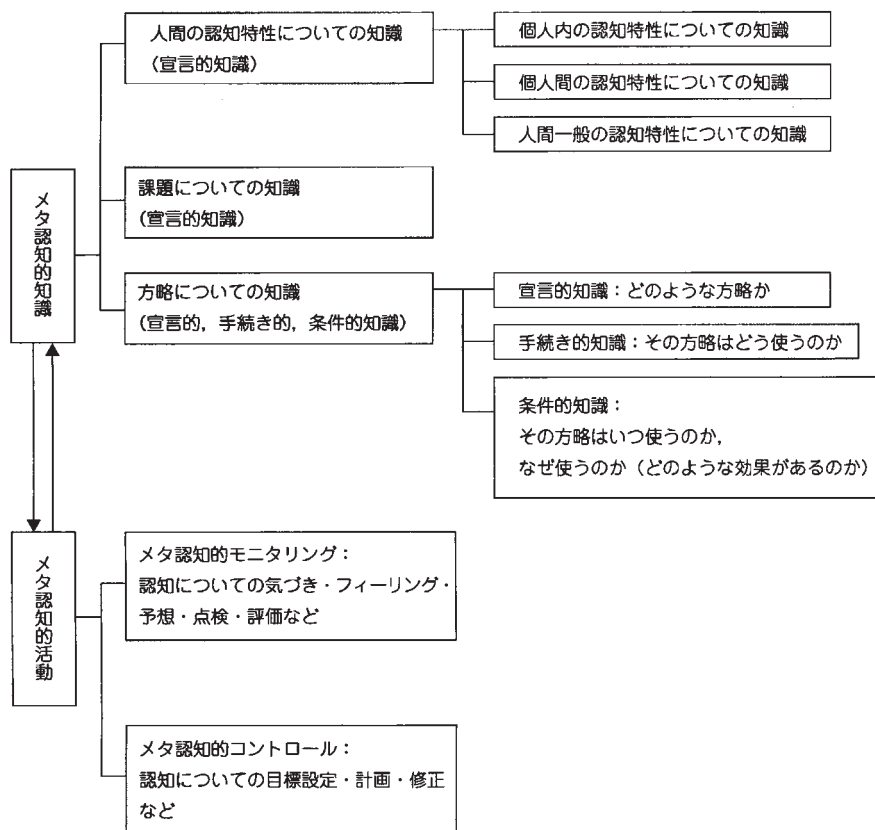 人間の認知特性についての知識
(宣言的知識)
個人内の認知特性についての知識
個人間の認知特性についての知識
人間一般の認知特性についての知識
メタ認知的知識
課題についての知識
(宣言的知識)
方略についての知識
(宣言的，手続き的，条件的知識)
宣言的知識：どのような方略か
手続き的知識：その方略はどう使うのか
条件的知識：
その方略はいつ使うのか，
なぜ使うのか（どのような効果があるのか）
メタ認知的活動
メタ認知的モニタリング：
認知についての気づき・フィーリング・
予想・点検・評価など
メタ認知的コントロール：
認知についての目標設定・計画・修正
など